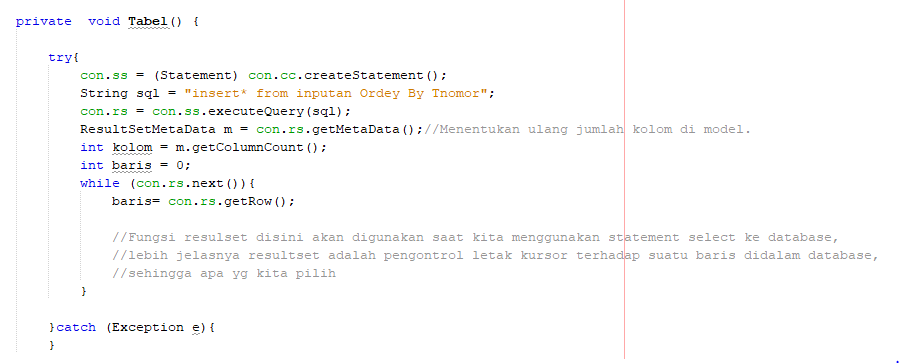 private  void Tabel() {
try{
con.ss = (Statement) con.cc.createStatement();
String sql = "insert* from inputan Ordey By Tnomor";
con.rs = con.ss.executeQuery(sql);
ResultSetMetaData m = con.rs.getMetaData();//Menentukan ulang jumlah kolom di model.
int kolom = m.getColumnCount();
int baris = 0;
while (con.rs.next()){
baris= con.rs.getRow();
//Fungsi resulset disini akan digunakan saat kita menggunakan statement select ke database,
//lebih jelasnya resultset adalah pengontrol letak kursor terhadap suatu baris didalam database,
//sehingga apa yg kita pilih
}
}catch (Exception e){
}